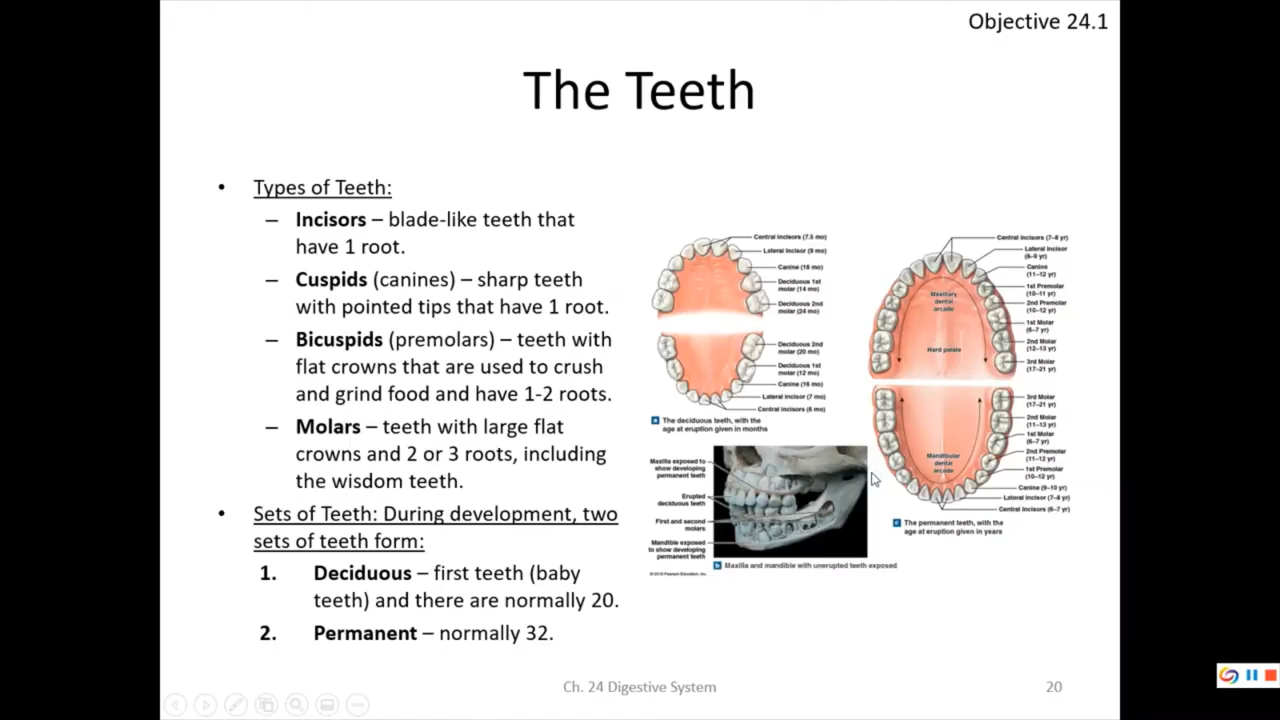 Objective 24.1
The Teeth
• Types of Teeth:
– Incisors – blade-like teeth that
have 1 root.
– Cuspids (canines) – sharp teeth
with pointed tips that have 1 root.
– Bicuspids (premolars) – teeth with
flat crowns that are used to crush
and grind food and have 1-2 roots.
– Molars – teeth with large flat
crowns and 2 or 3 roots, including
the wisdom teeth.
• Sets of Teeth: During development, two
sets of teeth form:
1. Deciduous – first teeth (baby
teeth) and there are normally 20.
2. Permanent – normally 32.
Central incisors (7.5 mo)
Lateral incisor (9 mo)
Canine (18 mo)
Deciduous 1st
molar (14 mo)
Deciduous 2nd
molar (24 mo)
Deciduous 2nd
molar (20 mo)
Deciduous 1st
molar (12 mo)
Canine (16 mo)
Lateral incisor (7 mo)
Central incisors (6 mo)
a The deciduous teeth, with the
age at eruption given in months
Maxilla exposed to
show developing
permanent teeth
Erupted
deciduous teeth
First and second
molars
Mandible exposed
to show developing
permanent teeth
b Maxilla and mandible with unerupted teeth exposed
Central incisors (7–8 yr)
Lateral incisor
(8–9 yr)
Canine
(11–12 yr)
1st Premolar
(10–11 yr)
2nd Premolar
(10–12 yr)
1st Molar
(6–7 yr)
2nd Molar
(12–13 yr)
3rd Molar
(17–21 yr)
Maxillary
dental
arcade
Hard palate
Mandibular
dental
arcade
3rd Molar
(17–21 yr)
2nd Molar
(11–13 yr)
1st Molar
(6–7 yr)
2nd Premolar
(11–12 yr)
1st Premolar
(10–12 yr)
Canine (9–10 yr)
Lateral incisor (7–8 yr)
Central incisors (6–7 yr)
c The permanent teeth, with the
age at eruption given in years
Pearson Education, Inc.
Ch. 24 Digestive System
20